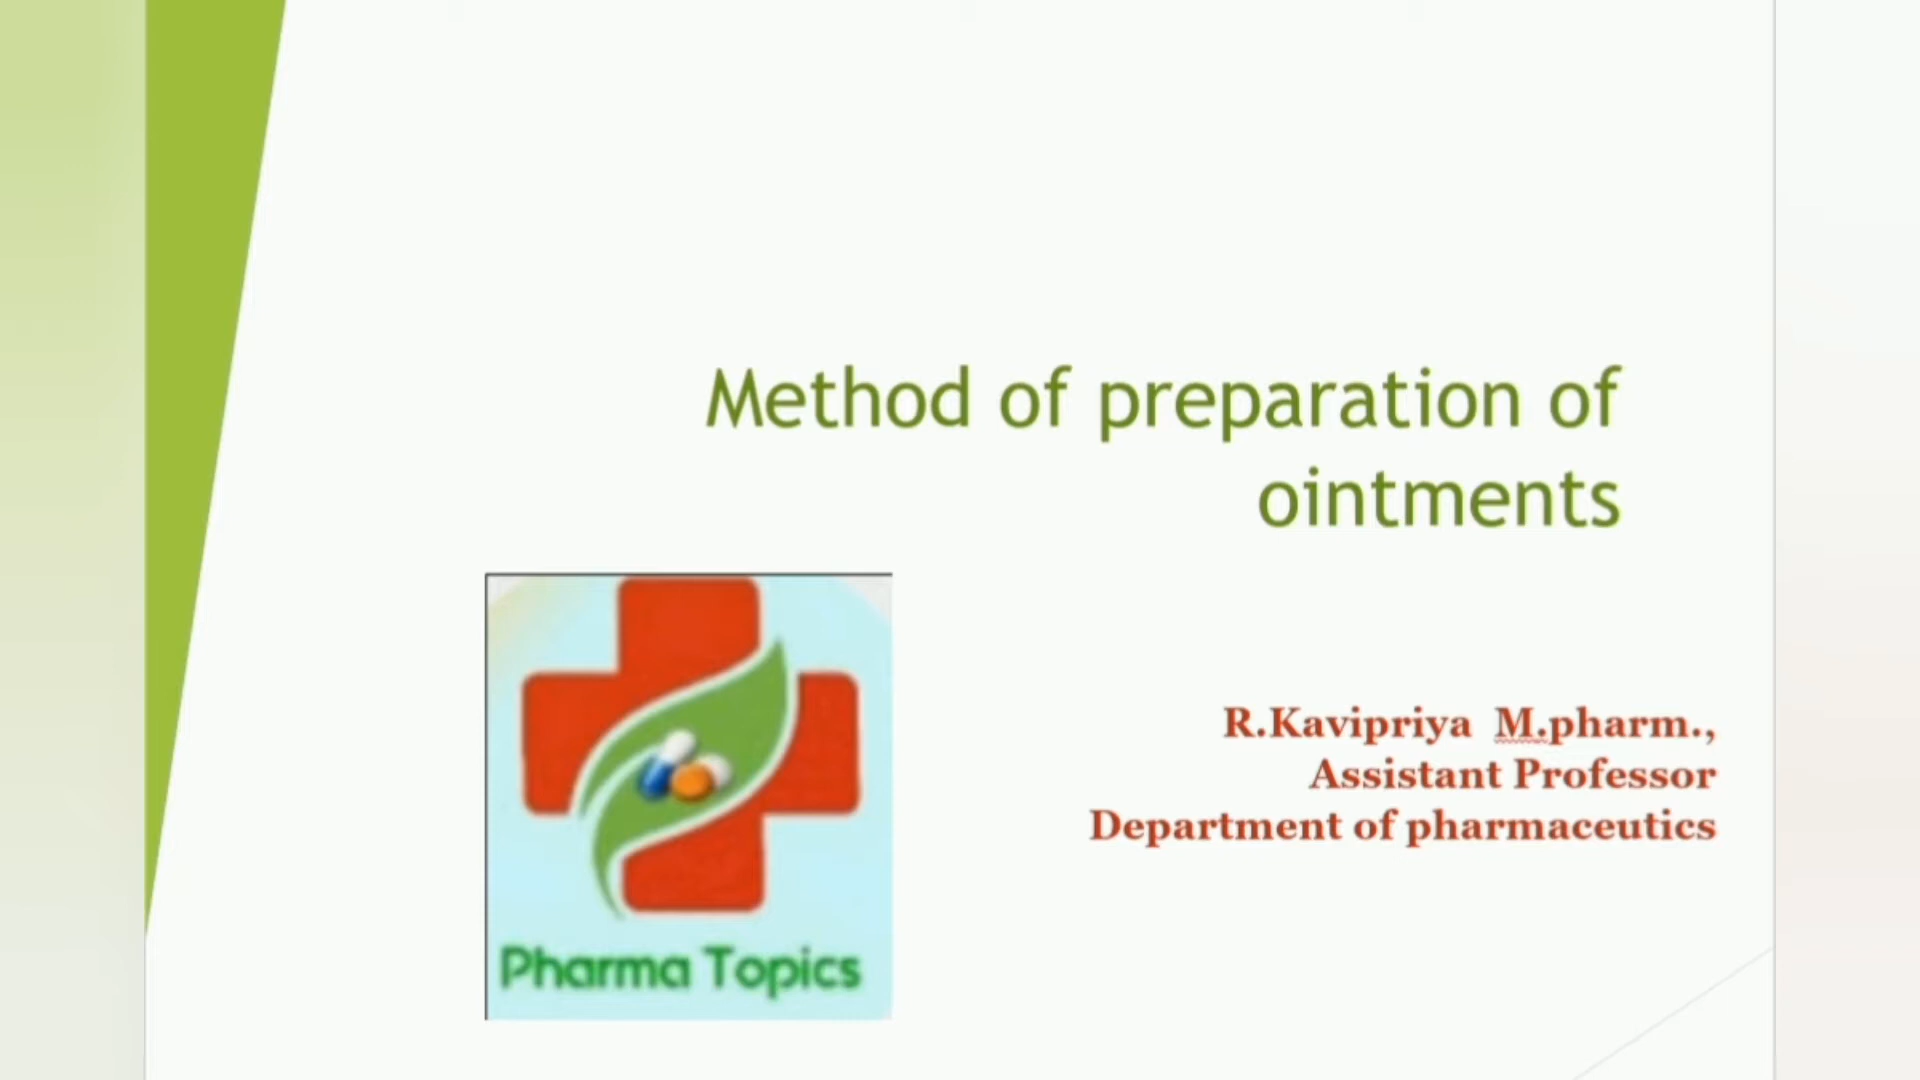 Method of preparation of
ointments
R.Kavipriya M.pharm.,
Assistant Professor
Department of pharmaceutics
Pharma Topics